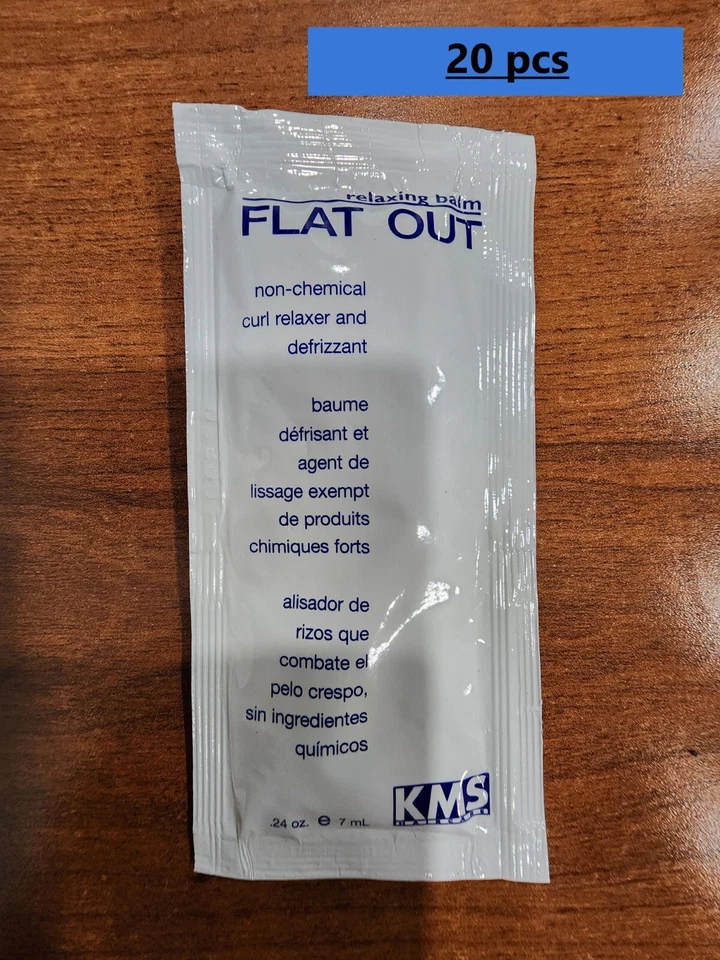 20 pcs
relaxing balm
FLAT OUT
non-chemical
curl relaxer and
defrizzant
baume
défrisant et
agent de
lissage exempt
de produits
chimiques forts
alisador de
rizos que
combate el
pelo crespo,
sin ingredientes
químicos
KMS
.24 oz. e 7 mL